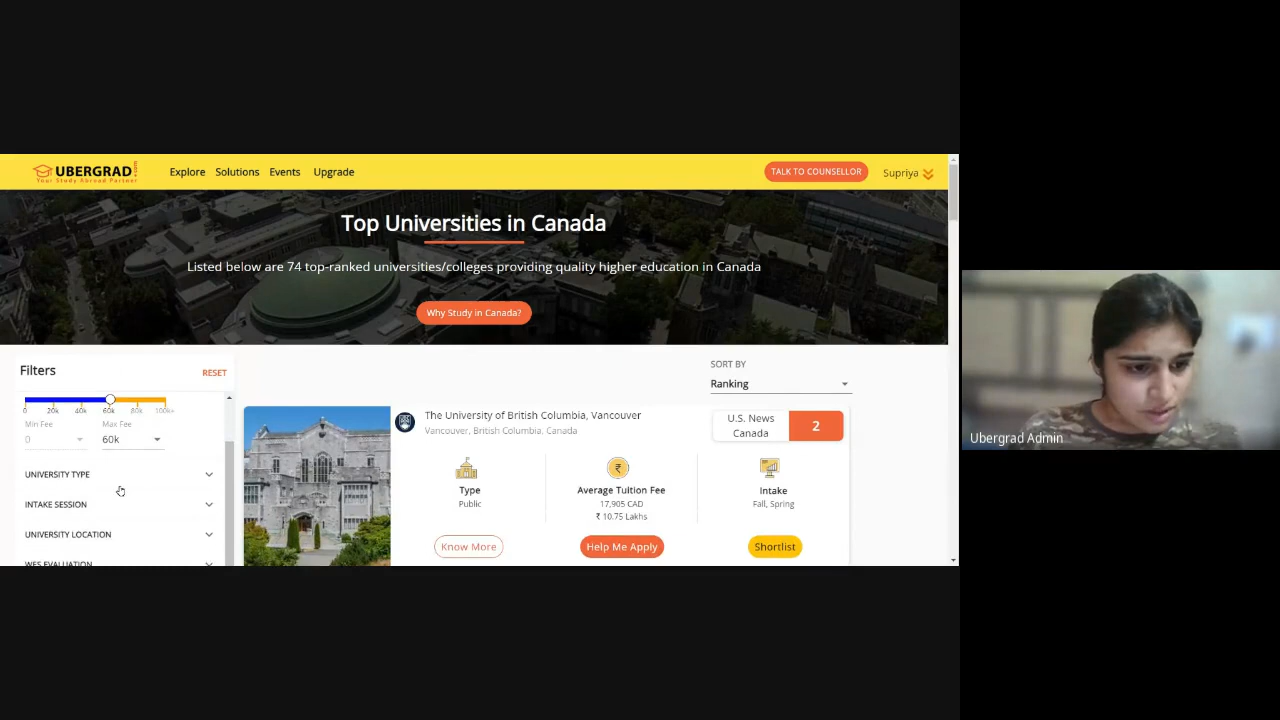 UBERGRAD.com
Your Study Abroad Partner
Explore Solutions Events Upgrade
TALK TO COUNSELLOR
Supriya
Top Universities in Canada
Listed below are 74 top-ranked universities/colleges providing quality higher education in Canada
Why Study in Canada?
Filters
RESET
0 20k 40k 60k 80k 100k+
Min Fee Max Fee
0 60k
UNIVERSITY TYPE
INTAKE SESSION
UNIVERSITY LOCATION
WES EVALUATION
SORT BY
Ranking
The University of British Columbia, Vancouver
Vancouver, British Columbia, Canada
U.S. News
Canada
2
Type
Public
₹
Average Tuition Fee
17,905 CAD
₹ 10.75 Lakhs
Intake
Fall, Spring
Know More
Help Me Apply
Shortlist
Ubergrad Admin